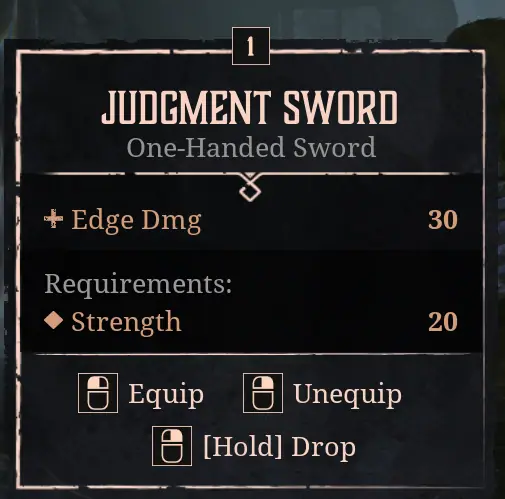 1
JUDGMENT SWORD
One-Handed Sword
Edge Dmg 30
Requirements:
Strength 20
Equip Unequip
[Hold] Drop